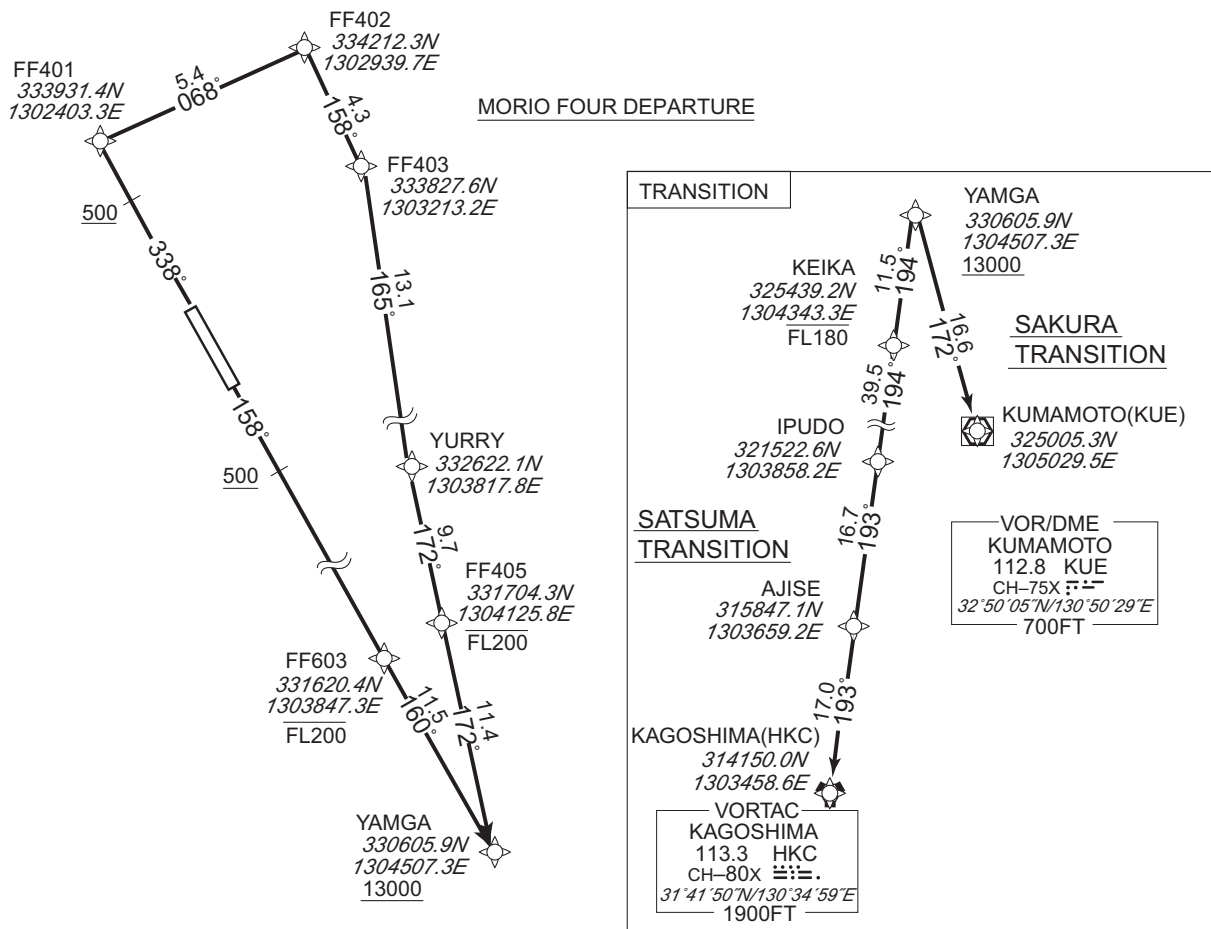 FF402
334212.3N
1302939.7E
FF401
333931.4N
1302403.3E
5.4
068°
4.3
158°
MORIO FOUR DEPARTURE
FF403
333827.6N
1303213.2E
500
338°
13.1
165°
158°
500
YURRY
332622.1N
1303817.8E
9.7
172°
FF405
331704.3N
1304125.8E
FL200
FF603
331620.4N
1303847.3E
FL200
11.5
160°
11.4
172°
YAMGA
330605.9N
1304507.3E
13000
TRANSITION
YAMGA
330605.9N
1304507.3E
13000
11.5
194°
KEIKA
325439.2N
1304343.3E
FL180
16.6
172°
SAKURA
TRANSITION
39.5
194°
KUMAMOTO(KUE)
325005.3N
1305029.5E
IPUDO
321522.6N
1303858.2E
SATSUMA
TRANSITION
16.7
193°
VOR/DME
KUMAMOTO
112.8 KUE
CH–75X
32°50′05″N/130°50′29″E
700FT
AJISE
315847.1N
1303659.2E
17.0
193°
KAGOSHIMA(HKC)
314150.0N
1303458.6E
VORTAC
KAGOSHIMA
113.3 HKC
CH–80X
31°41′50″N/130°34′59″E
1900FT